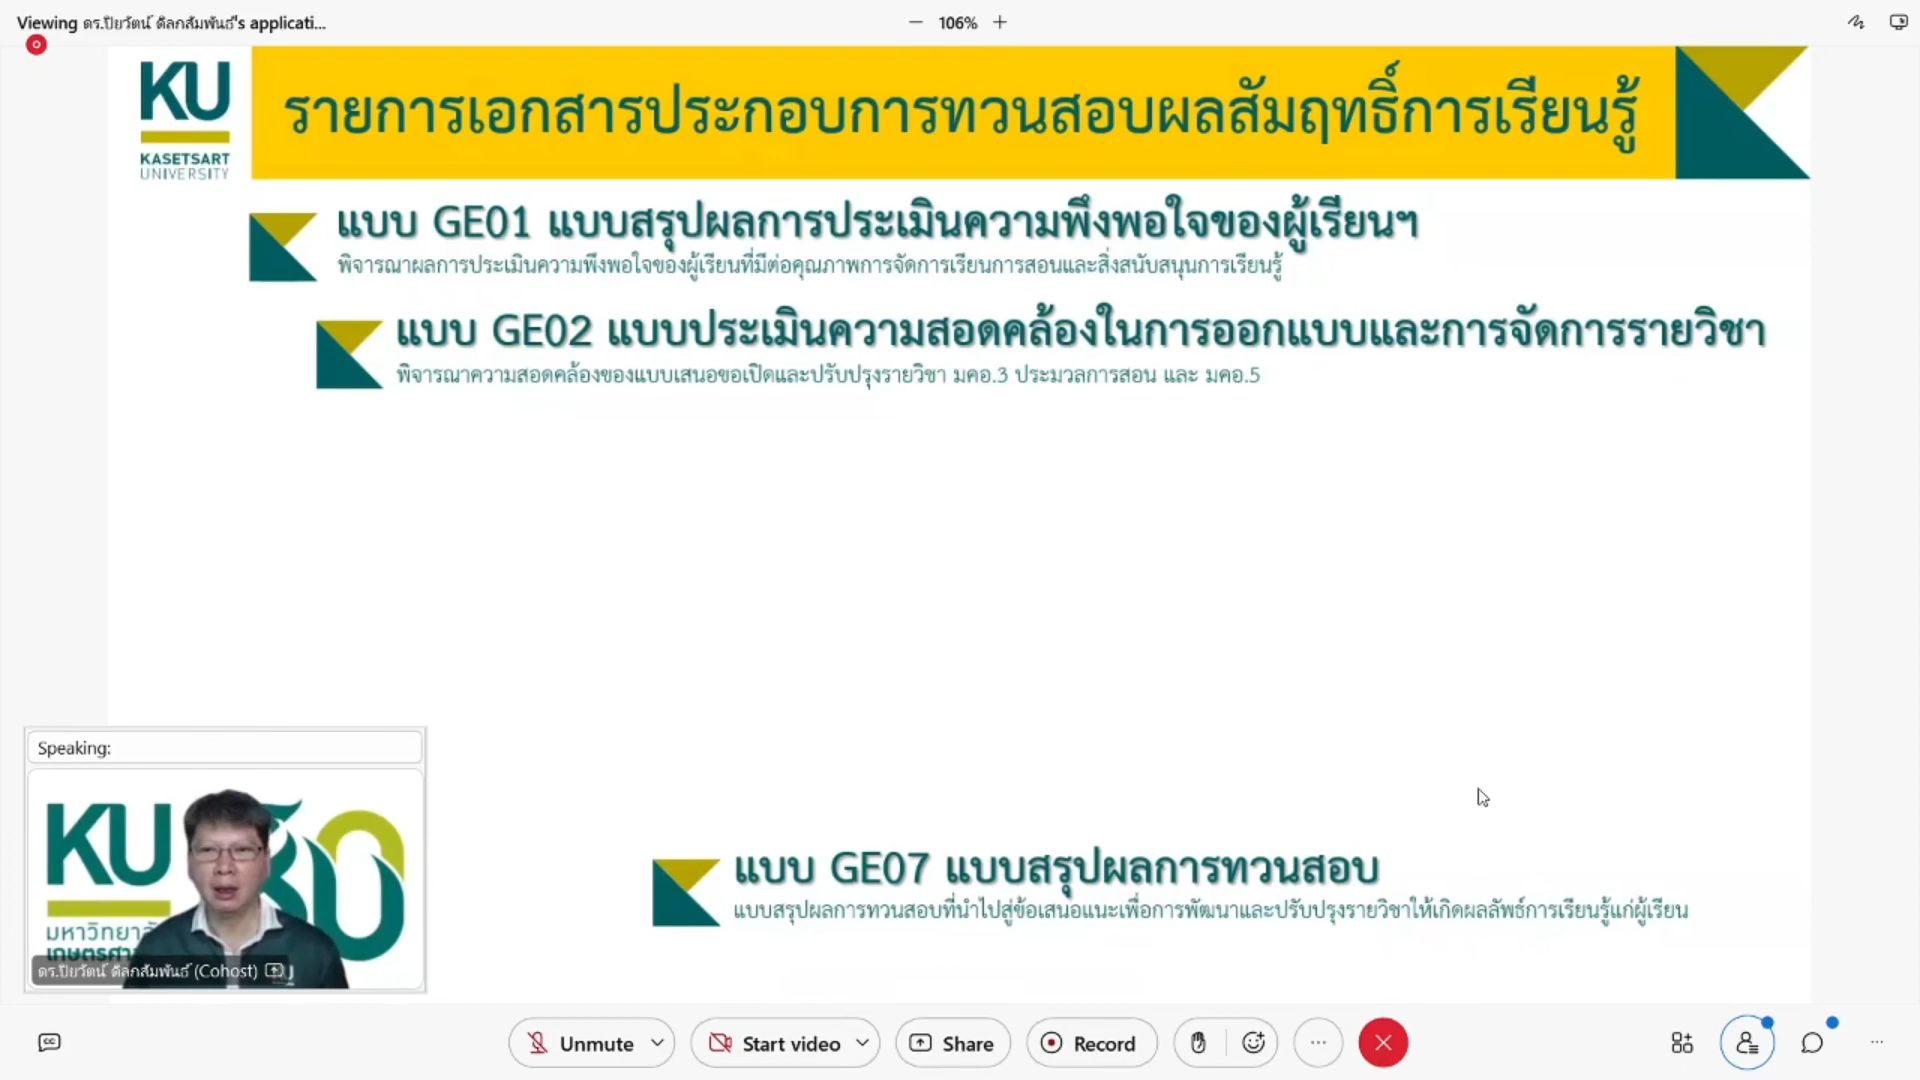 Viewing ดร.ปิยวัตน์ ดิลกสัมพันธ์'s applicati...
106%
KU
KASETSART
UNIVERSITY
รายการเอกสารประกอบการทวนสอบผลสัมฤทธิ์การเรียนรู้
แบบ GE01 แบบสรุปผลการประเมินความพึงพอใจของผู้เรียนฯ
พิจารณาผลการประเมินความพึงพอใจของผู้เรียนที่มีต่อคุณภาพการจัดการเรียนการสอนและสิ่งสนับสนุนการเรียนรู้
แบบ GE02 แบบประเมินความสอดคล้องในการออกแบบและการจัดการรายวิชา
พิจารณาความสอดคล้องของแบบเสนอขอเปิดและปรับปรุงรายวิชา มคอ.3 ประมวลการสอน และ มคอ.5
แบบ GE07 แบบสรุปผลการทวนสอบ
แบบสรุปผลการทวนสอบที่นำไปสู่ข้อเสนอแนะเพื่อการพัฒนาและปรับปรุงรายวิชาให้เกิดผลลัพธ์การเรียนรู้แก่ผู้เรียน
Speaking:
KU 80
ดร.ปิยวัตน์ ดิลกสัมพันธ์ (Cohost)
Unmute
Start video
Share
Record